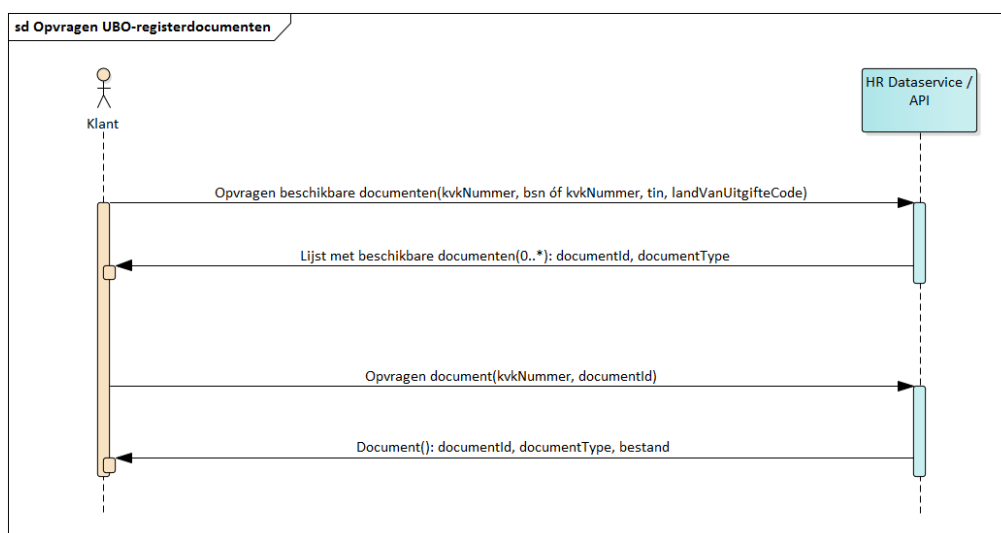 sd Opvragen UBO-registerdocumenten
Klant
HR Dataservice /
API
Opvragen beschikbare documenten(kvkNummer, bsn óf kvkNummer, tin, landVanUitgifteCode)
Lijst met beschikbare documenten(0..*): documentId, documentType
Opvragen document(kvkNummer, documentId)
Document(): documentId, documentType, bestand